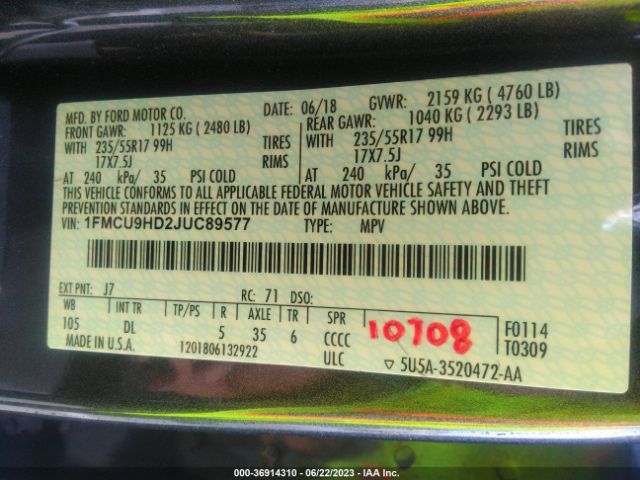 MFD. BY FORD MOTOR CO. DATE: 06/18 GVWR: 2159 KG ( 4760 LB)
FRONT GAWR: 1125 KG ( 2480 LB) REAR GAWR: 1040 KG ( 2293 LB)
WITH 235/55R17 99H TIRES WITH 235/55R17 99H TIRES
17X7.5J RIMS 17X7.5J RIMS
AT 240 kPa/ 35 PSI COLD AT 240 kPa/ 35 PSI COLD
THIS VEHICLE CONFORMS TO ALL APPLICABLE FEDERAL MOTOR VEHICLE SAFETY AND THEFT
PREVENTION STANDARDS IN EFFECT ON THE DATE OF MANUFACTURE SHOWN ABOVE.
VIN: 1FMCU9HD2JUC89577 TYPE: MPV
EXT PNT: J7 RC: 71 DSO:
WB INT TR TP/PS R AXLE TR SPR
105 DL 5 35 6 CCCC 10708 F0114
MADE IN U.S.A. 1201806132922 ULC T0309
▽ 5U5A-3520472-AA
000-36914310 - 06/22/2023 - IAA Inc.